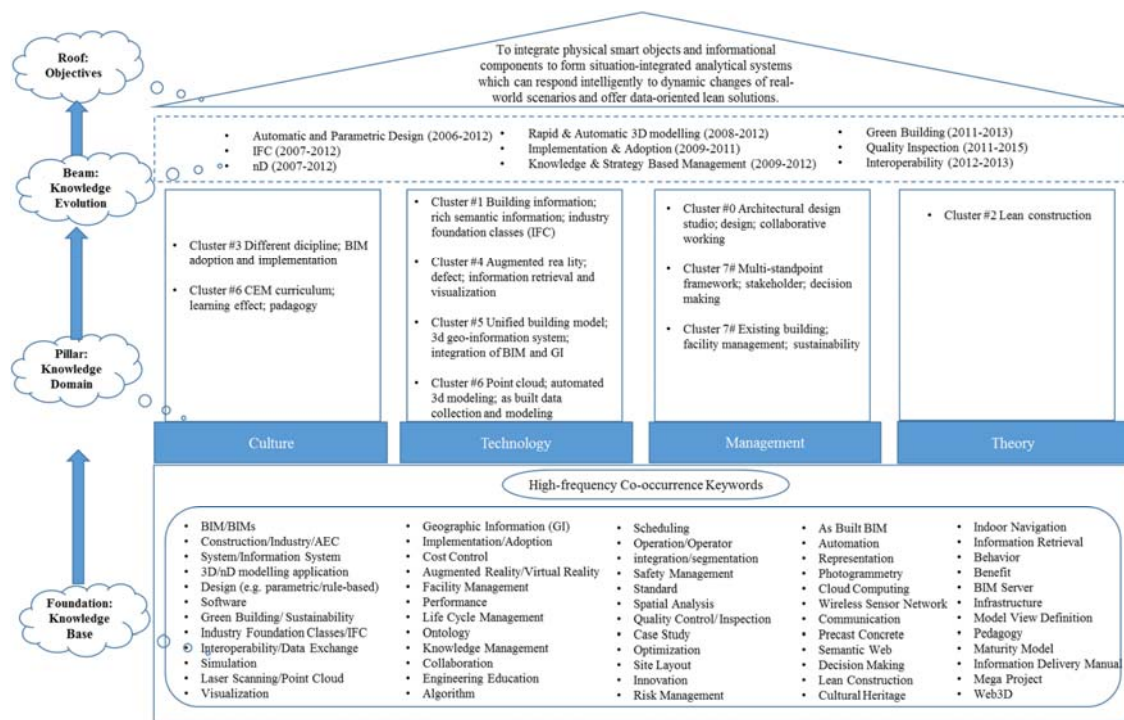 Roof:
Objectives
To integrate physical smart objects and informational
components to form situation-integrated analytical systems
which can respond intelligently to dynamic changes of real-
world scenarios and offer data-oriented lean solutions.
Beam:
Knowledge
Evolution
• Automatic and Parametric Design (2006-2012)
• IFC (2007-2012)
• nD (2007-2012)
• Rapid & Automatic 3D modelling (2008-2012)
• Implementation & Adoption (2009-2011)
• Knowledge & Strategy Based Management (2009-2012)
• Green Building (2011-2013)
• Quality Inspection (2011-2015)
• Interoperability (2012-2013)
Pillar:
Knowledge
Domain
• Cluster #3 Different dicipline; BIM
adoption and implementation
• Cluster #6 CEM curriculum;
learning effect; padagogy
Culture
• Cluster #1 Building information;
rich semantic information; industry
foundation classes (IFC)
• Cluster #4 Augmented rea lity;
defect; information retrieval and
visualization
• Cluster #5 Unified building model;
3d geo-information system;
integration of BIM and GI
• Cluster #6 Point cloud; automated
3d modeling; as built data
collection and modeling
Technology
• Cluster #0 Architectural design
studio; design; collaborative
working
• Cluster 7# Multi-standpoint
framework; stakeholder; decision
making
• Cluster 7# Existing building;
facility management; sustainability
Management
• Cluster #2 Lean construction
Theory
Foundation:
Knowledge
Base
High-frequency Co-occurrence Keywords
• BIM/BIMs
• Construction/Industry/AEC
• System/Information System
• 3D/nD modelling application
• Design (e.g. parametric/rule-based)
• Software
• Green Building/ Sustainability
• Industry Foundation Classes/IFC
• Interoperability/Data Exchange
• Simulation
• Laser Scanning/Point Cloud
• Visualization
• Geographic Information (GI)
• Implementation/Adoption
• Cost Control
• Augmented Reality/Virtual Reality
• Facility Management
• Performance
• Life Cycle Management
• Ontology
• Knowledge Management
• Collaboration
• Engineering Education
• Algorithm
• Scheduling
• Operation/Operator
• integration/segmentation
• Safety Management
• Standard
• Spatial Analysis
• Quality Control/ Inspection
• Case Study
• Optimization
• Site Layout
• Innovation
• Risk Management
• As Built BIM
• Automation
• Representation
• Photogrammetry
• Cloud Computing
• Wireless Sensor Network
• Communication
• Precast Concrete
• Semantic Web
• Decision Making
• Lean Construction
• Cultural Heritage
• Indoor Navigation
• Information Retrieval
• Behavior
• Benefit
• BIM Server
• Infrastructure
• Model View Definition
• Pedagogy
• Maturity Model
• Information Delivery Manual
• Mega Project
• Web3D